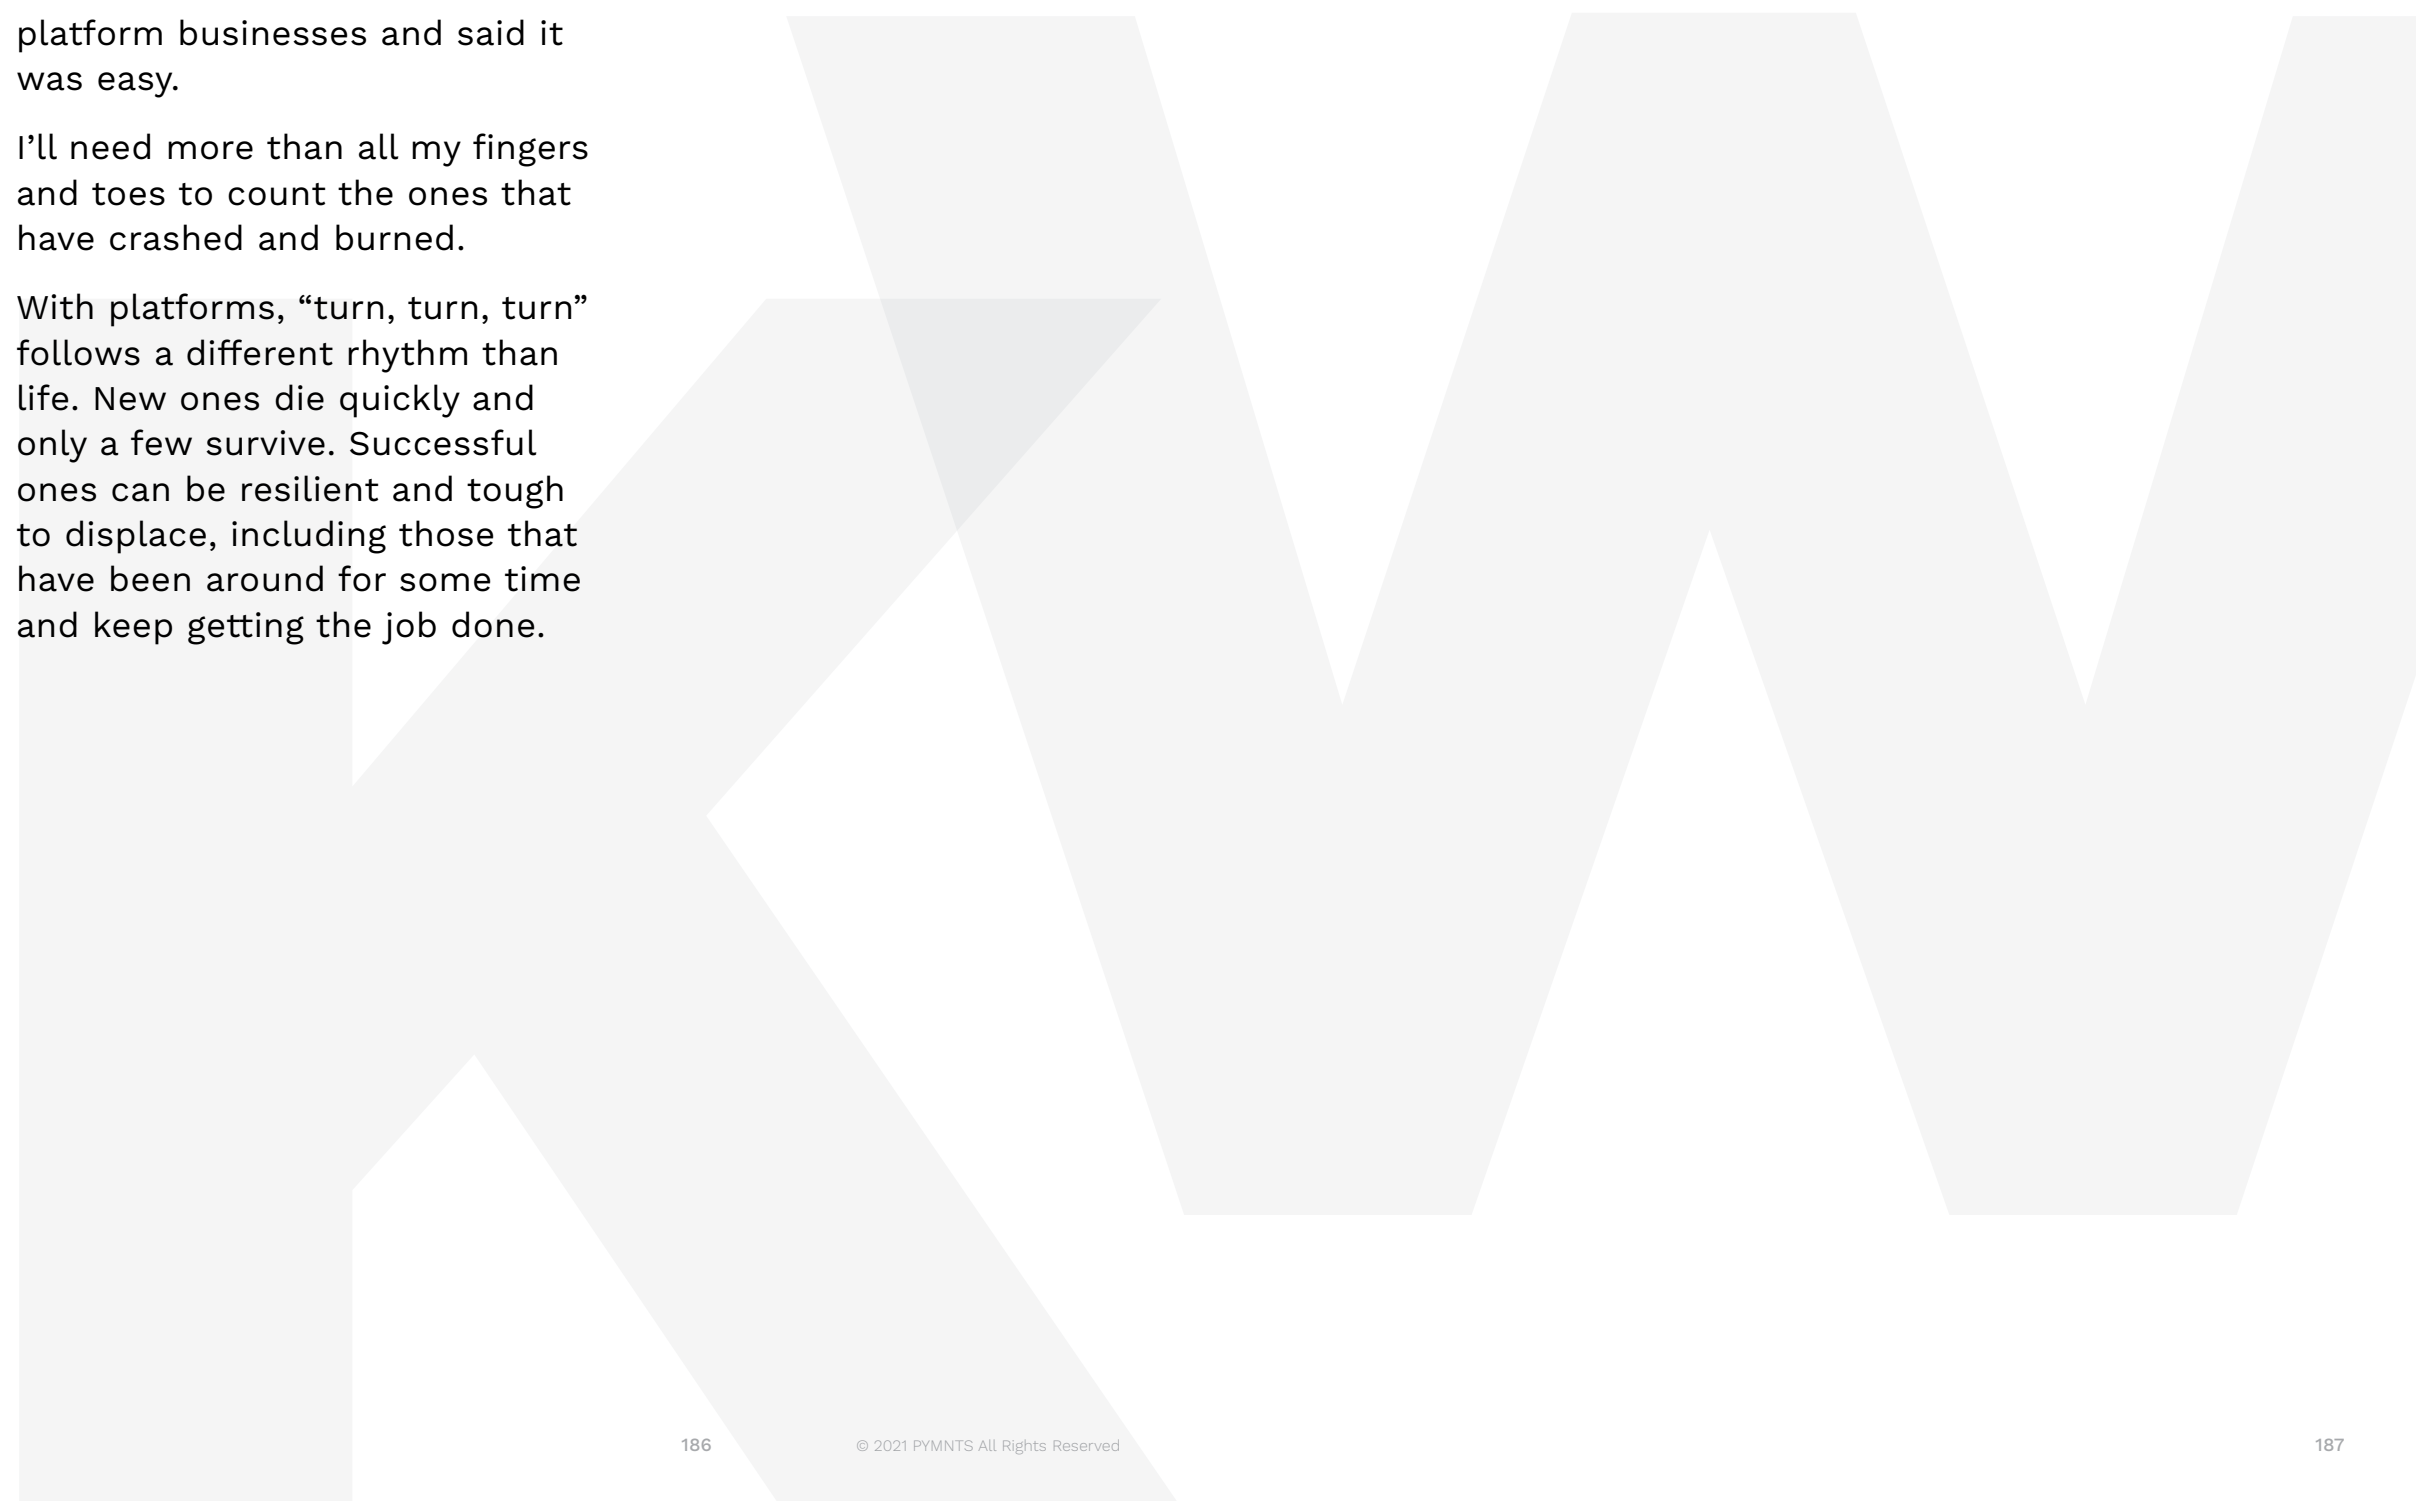 platform businesses and said it
was easy.
I’ll need more than all my fingers
and toes to count the ones that
have crashed and burned.
With platforms, “turn, turn, turn”
follows a different rhythm than
life. New ones die quickly and
only a few survive. Successful
ones can be resilient and tough
to displace, including those that
have been around for some time
and keep getting the job done.
KW
186
© 2021 PYMNTS All Rights Reserved
187